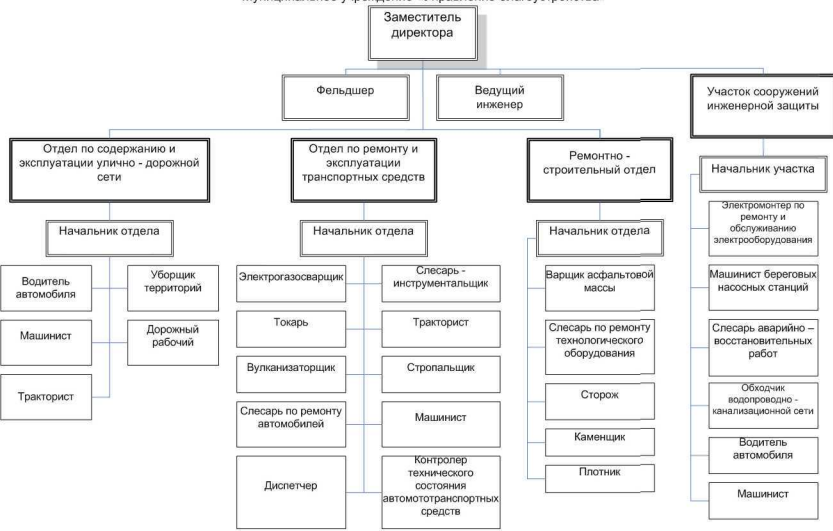 Заместитель
директора
Фельдшер
Ведущий
инженер
Участок сооружений
инженерной защиты
Отдел по содержанию и
эксплуатации улично - дорожной
сети
Отдел по ремонту и
эксплуатации
транспортных средств
Ремонтно -
строительный отдел
Начальник участка
Начальник отдела
Начальник отдела
Начальник отдела
Водитель
автомобиля
Уборщик
территорий
Машинист
Дорожный
рабочий
Тракторист
Электрогазосварщик
Слесарь -
инструментальщик
Токарь
Тракторист
Вулканизаторщик
Стропальщик
Слесарь по ремонту
автомобилей
Машинист
Диспетчер
Контролер
технического
состояния
автомототранспортных
средств
Варщик асфальтовой
массы
Слесарь по ремонту
технологического
оборудования
Сторож
Каменщик
Плотник
Электромонтер по
ремонту и
обслуживанию
электрооборудования
Машинист береговых
насосных станций
Слесарь аварийно –
восстановительных
работ
Обходчик
водопроводно -
канализационной сети
Водитель
автомобиля
Машинист